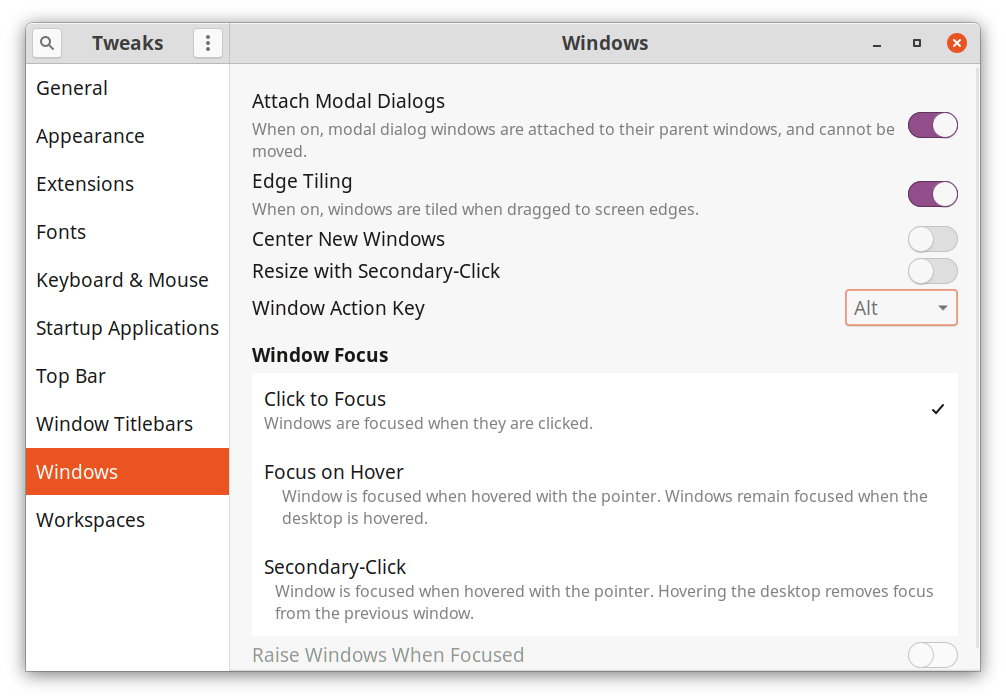 Tweaks
Windows
General
Appearance
Extensions
Fonts
Keyboard & Mouse
Startup Applications
Top Bar
Window Titlebars
Windows
Workspaces
Attach Modal Dialogs
When on, modal dialog windows are attached to their parent windows, and cannot be
moved.
Edge Tiling
When on, windows are tiled when dragged to screen edges.
Center New Windows
Resize with Secondary-Click
Window Action Key
Alt
Window Focus
Click to Focus
Windows are focused when they are clicked.
Focus on Hover
Window is focused when hovered with the pointer. Windows remain focused when the
desktop is hovered.
Secondary-Click
Window is focused when hovered with the pointer. Hovering the desktop removes focus
from the previous window.
Raise Windows When Focused